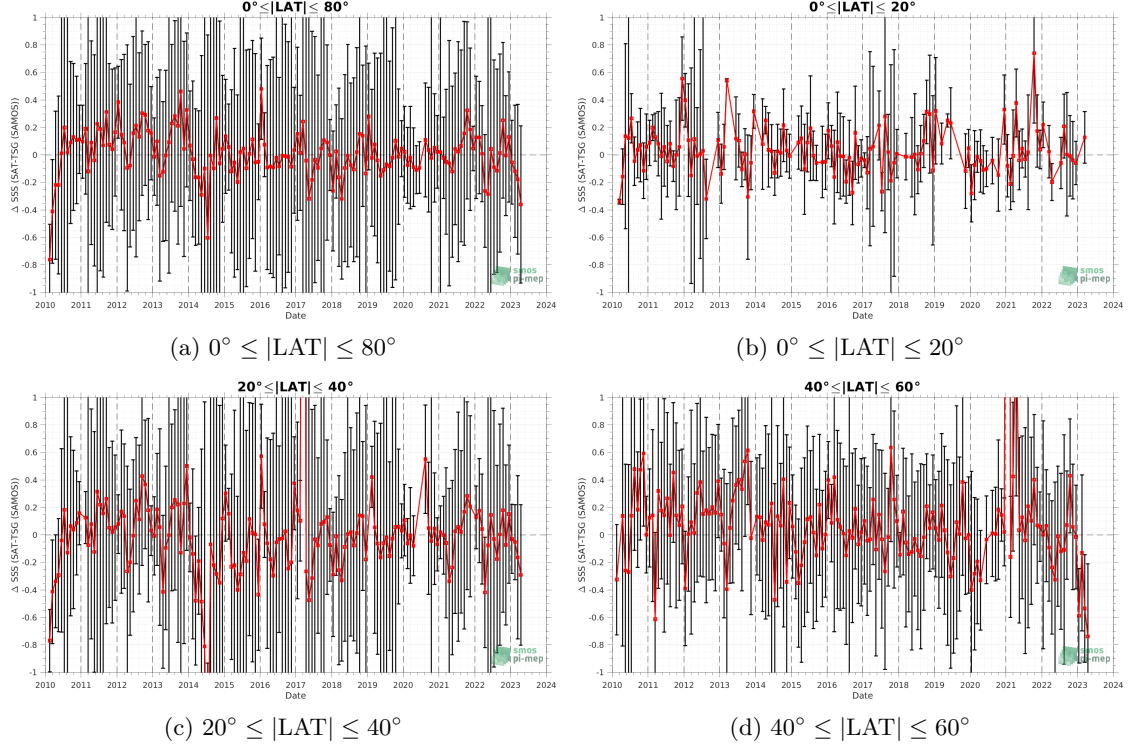 0°≤|LAT|≤ 80°
Δ SSS (SAT-TSG (SAMOS))
1
0.8
0.6
0.4
0.2
0
-0.2
-0.4
-0.6
-0.8
-1
2010 2011 2012 2013 2014 2015 2016 2017 2018 2019 2020 2021 2022 2023 2024
Date
smos
pi-mep
(a) 0° ≤ |LAT| ≤ 80°
0°≤|LAT|≤ 20°
Δ SSS (SAT-TSG (SAMOS))
1
0.8
0.6
0.4
0.2
0
-0.2
-0.4
-0.6
-0.8
-1
2010 2011 2012 2013 2014 2015 2016 2017 2018 2019 2020 2021 2022 2023 2024
Date
smos
pi-mep
(b) 0° ≤ |LAT| ≤ 20°
20°≤|LAT|≤ 40°
Δ SSS (SAT-TSG (SAMOS))
1
0.8
0.6
0.4
0.2
0
-0.2
-0.4
-0.6
-0.8
-1
2010 2011 2012 2013 2014 2015 2016 2017 2018 2019 2020 2021 2022 2023 2024
Date
smos
pi-mep
(c) 20° ≤ |LAT| ≤ 40°
40°≤|LAT|≤ 60°
Δ SSS (SAT-TSG (SAMOS))
1
0.8
0.6
0.4
0.2
0
-0.2
-0.4
-0.6
-0.8
-1
2010 2011 2012 2013 2014 2015 2016 2017 2018 2019 2020 2021 2022 2023 2024
Date
smos
pi-mep
(d) 40° ≤ |LAT| ≤ 60°